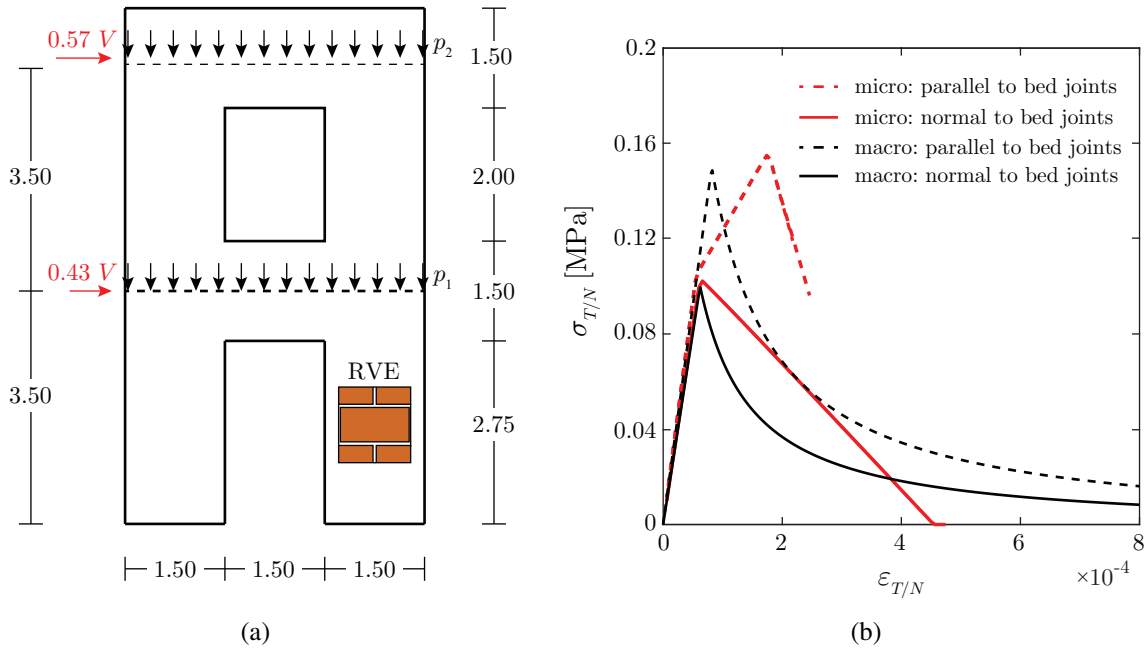 0.57 V
p₂
1.50
3.50
2.00
0.43 V
p₁
1.50
RVE
3.50
2.75
1.50 1.50 1.50
(a)
0.2
micro: parallel to bed joints
micro: normal to bed joints
macro: parallel to bed joints
macro: normal to bed joints
0.16
0.12
0.08
0.04
0
σ_{T/N} [MPa]
0 2 4 6 8
ε_{T/N}
×10⁻⁴
(b)